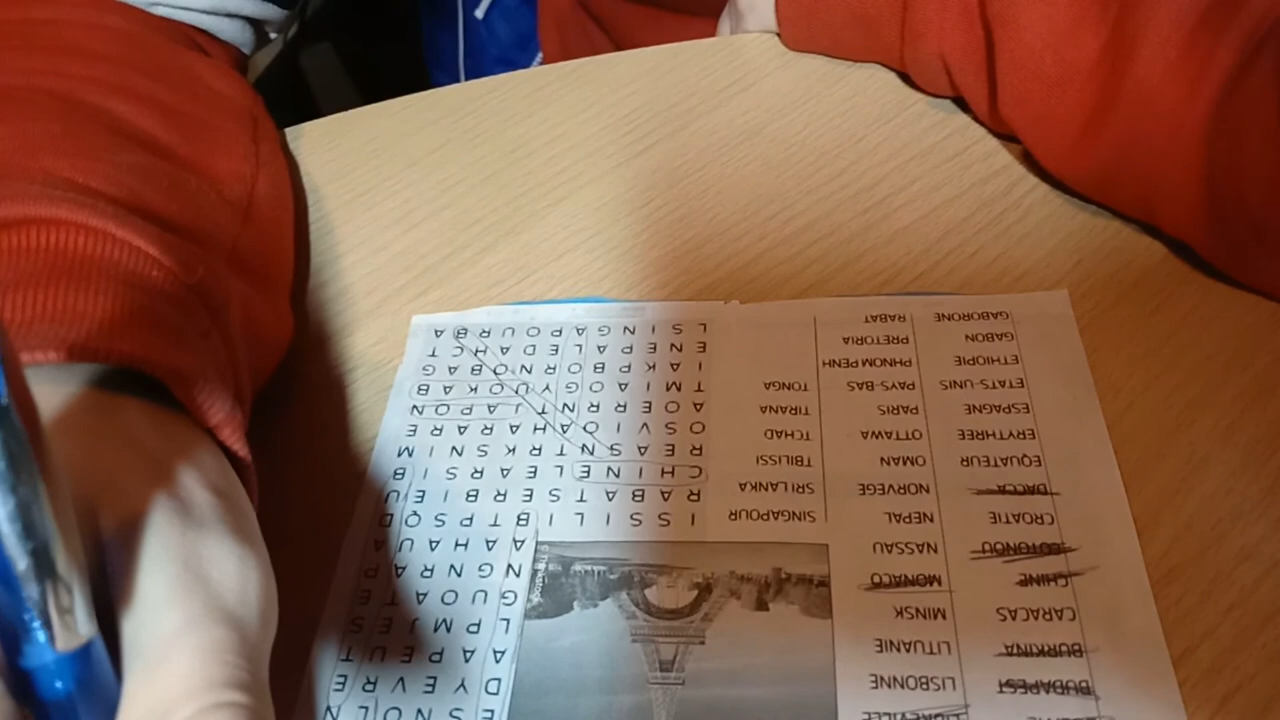 BUDAPEST
BURKINA
CARACAS
CHINE
COTONOU
CROATIE
DACCA
EQUATEUR
ERYTHREE
ESPAGNE
ETATS-UNIS
ETHIOPIE
GABON
GABORONE
LIBREVILLE
LISBONNE
LITUANIE
MINSK
MONACO
NASSAU
NEPAL
NORVEGE
OMAN
OTTAWA
PARIS
PAYS-BAS
PHNOM PENH
PRETORIA
RABAT
SINGAPOUR
SRI LANKA
TBILISSI
TCHAD
TIRANA
TONGA
E S N O L N
D Y E V R E
A A P E U T
L P M J E S
G U O A T E
N G N R A P
A A H A U A
I S S I L I B T P S Q D
R A B A T S E R B I E U
C H I N E L E A R S I B
R E A S N T R K S N I M
O S V I O A H A R A R E
A O E R R N T J A P O N
T M I A O G Y U O K A B
I A K P B O R N O B A G
E N E P A L E D A H C T
L S I N G A P O U R B A